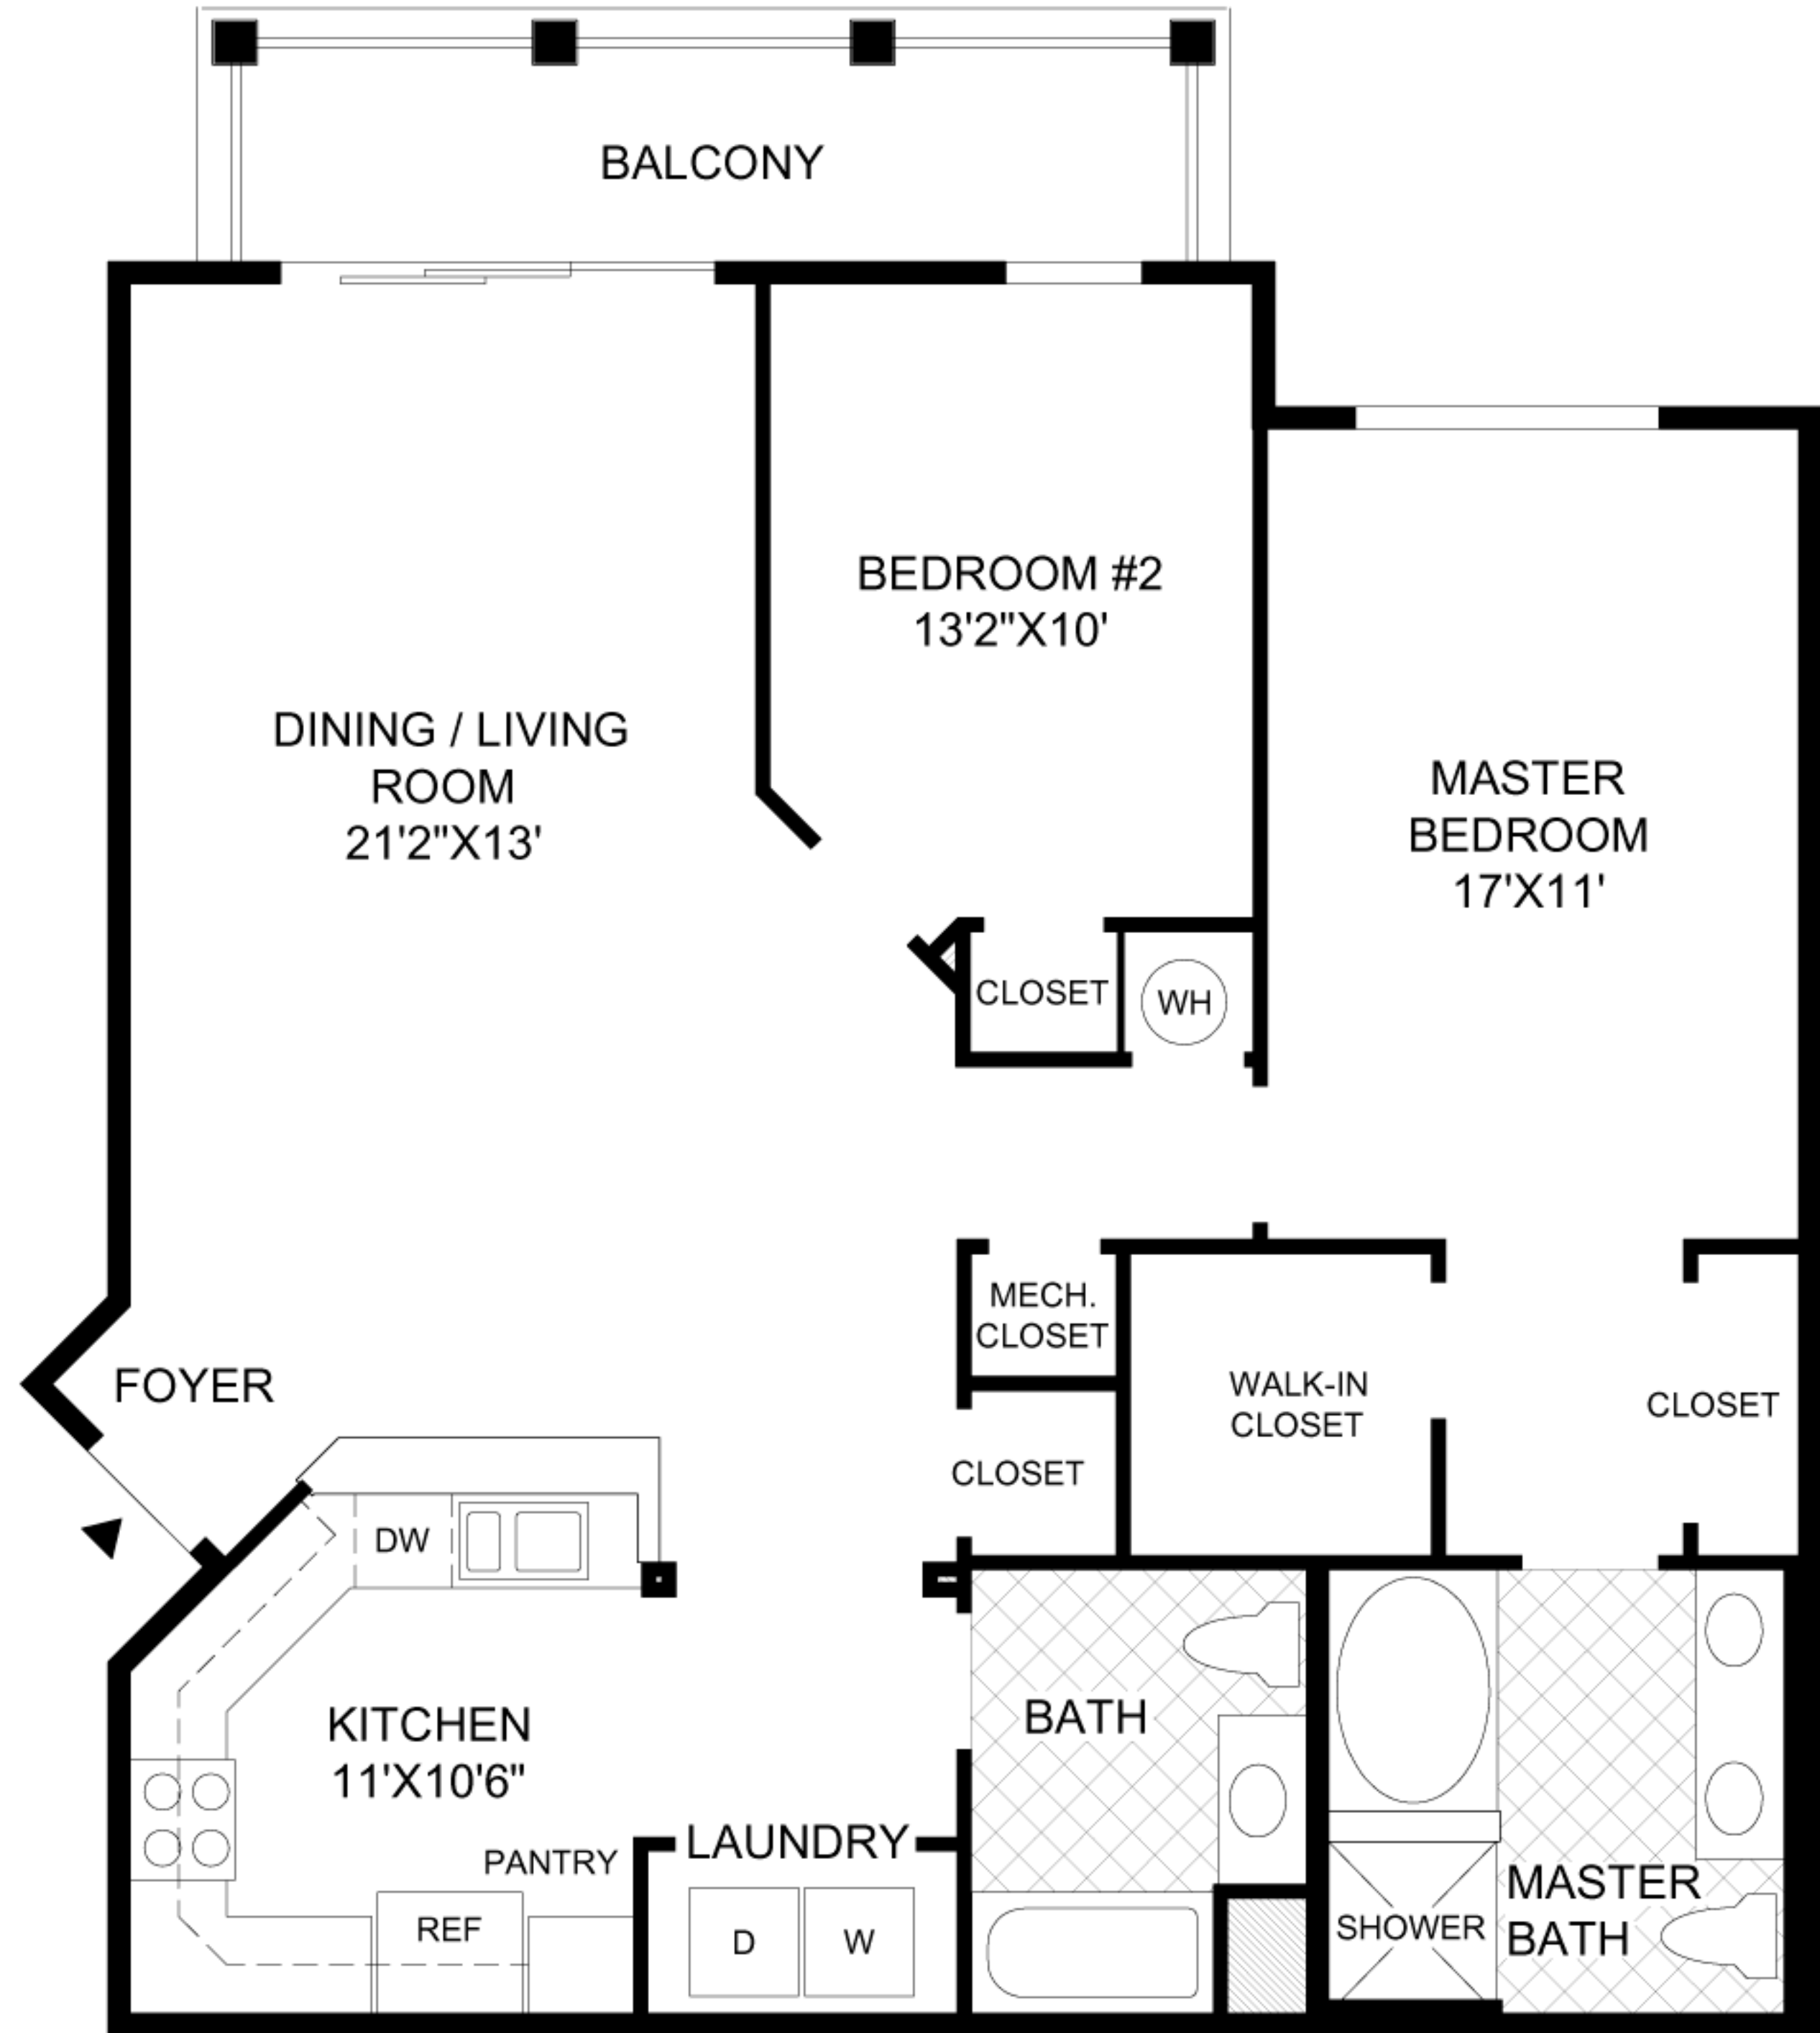 BALCONY
BEDROOM #2
13'2"X10'
DINING / LIVING
ROOM
21'2"X13'
MASTER
BEDROOM
17'X11'
CLOSET
WH
MECH.
CLOSET
WALK-IN
CLOSET
CLOSET
CLOSET
FOYER
DW
KITCHEN
11'X10'6"
BATH
PANTRY
LAUNDRY
REF
D
W
SHOWER
MASTER
BATH